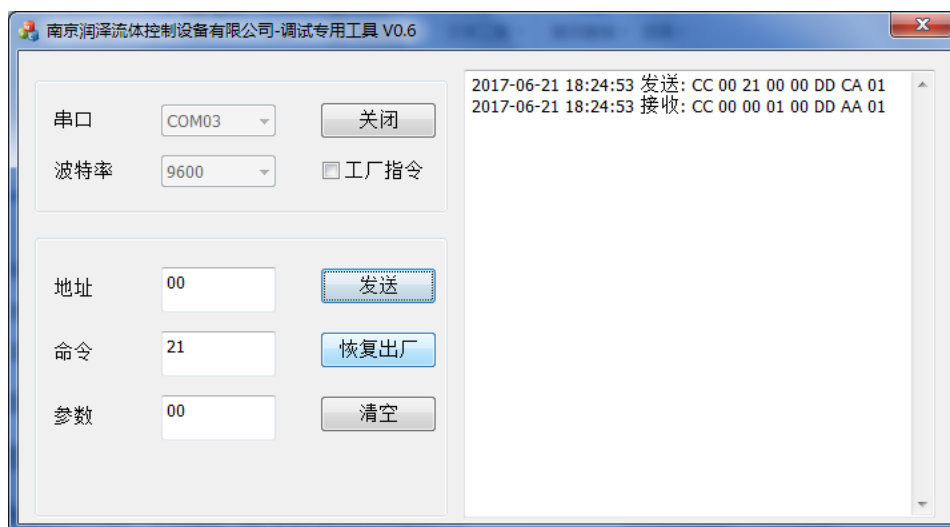 南京润泽流体控制设备有限公司-调试专用工具 V0.6
串口
COM03
关闭
波特率
9600
工厂指令
地址
00
发送
命令
21
恢复出厂
参数
00
清空
2017-06-21 18:24:53 发送: CC 00 21 00 00 DD CA 01
2017-06-21 18:24:53 接收: CC 00 00 01 00 DD AA 01